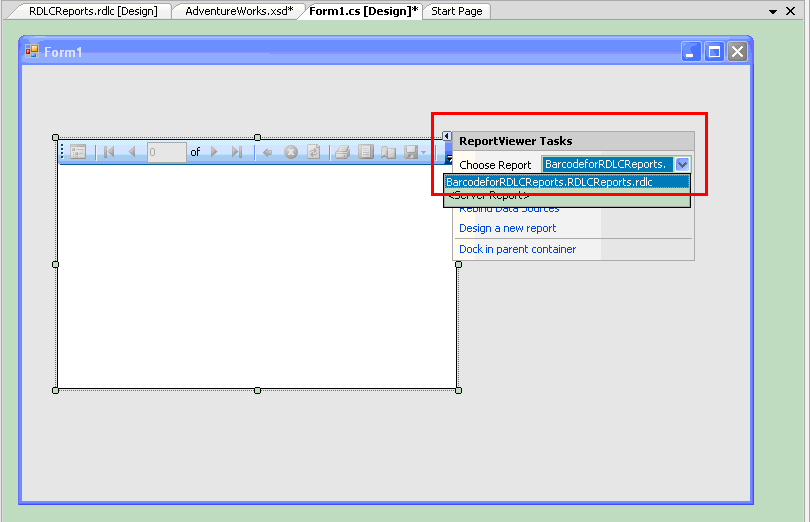 RDLCReports.rdlc [Design] AdventureWorks.xsd* Form1.cs [Design]* Start Page
Form1
ReportViewer Tasks
0 of
Choose Report BarcodeforRDLCReports.
BarcodeforRDLCReports.RDLCReports.rdlc
<Server Report>
Rebind Data Sources
Design a new report
Dock in parent container